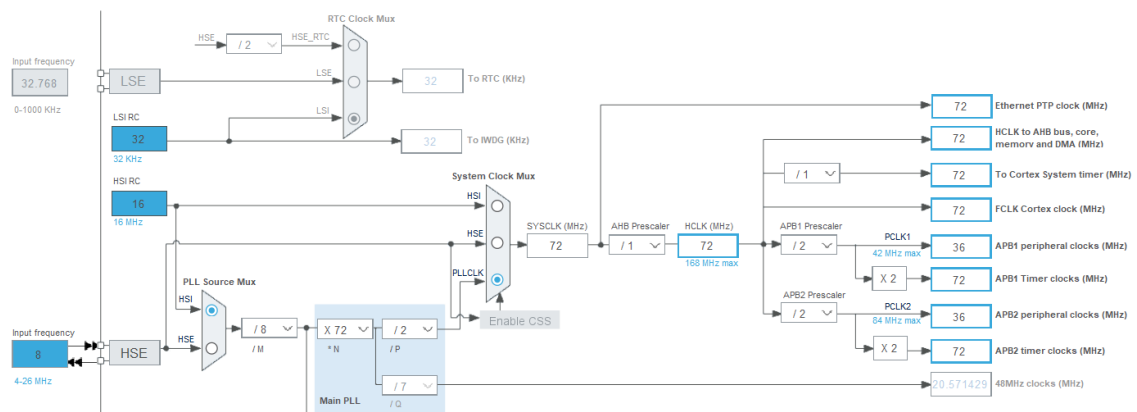 RTC Clock Mux
HSE
/ 2
HSE_RTC
Input frequency
32.768
0-1000 KHz
LSE
LSE
32
To RTC (KHz)
LSI RC
32
32 KHz
LSI
32
To IWDG (KHz)
HSI RC
16
16 MHz
System Clock Mux
HSI
HSE
PLLCLK
Enable CSS
SYSCLK (MHz)
72
AHB Prescaler
/ 1
HCLK (MHz)
72
168 MHz max
72
Ethernet PTP clock (MHz)
72
HCLK to AHB bus, core,
memory and DMA (MHz)
/ 1
72
To Cortex System timer (MHz)
72
FCLK Cortex clock (MHz)
APB1 Prescaler
/ 2
PCLK1
42 MHz max
36
APB1 peripheral clocks (MHz)
X 2
72
APB1 Timer clocks (MHz)
APB2 Prescaler
/ 2
PCLK2
84 MHz max
36
APB2 peripheral clocks (MHz)
X 2
72
APB2 timer clocks (MHz)
PLL Source Mux
HSI
HSE
Input frequency
8
4-26 MHz
HSE
/ 8
/ M
X 72
* N
/ 2
/ P
/ 7
/ Q
Main PLL
20.571429
48MHz clocks (MHz)